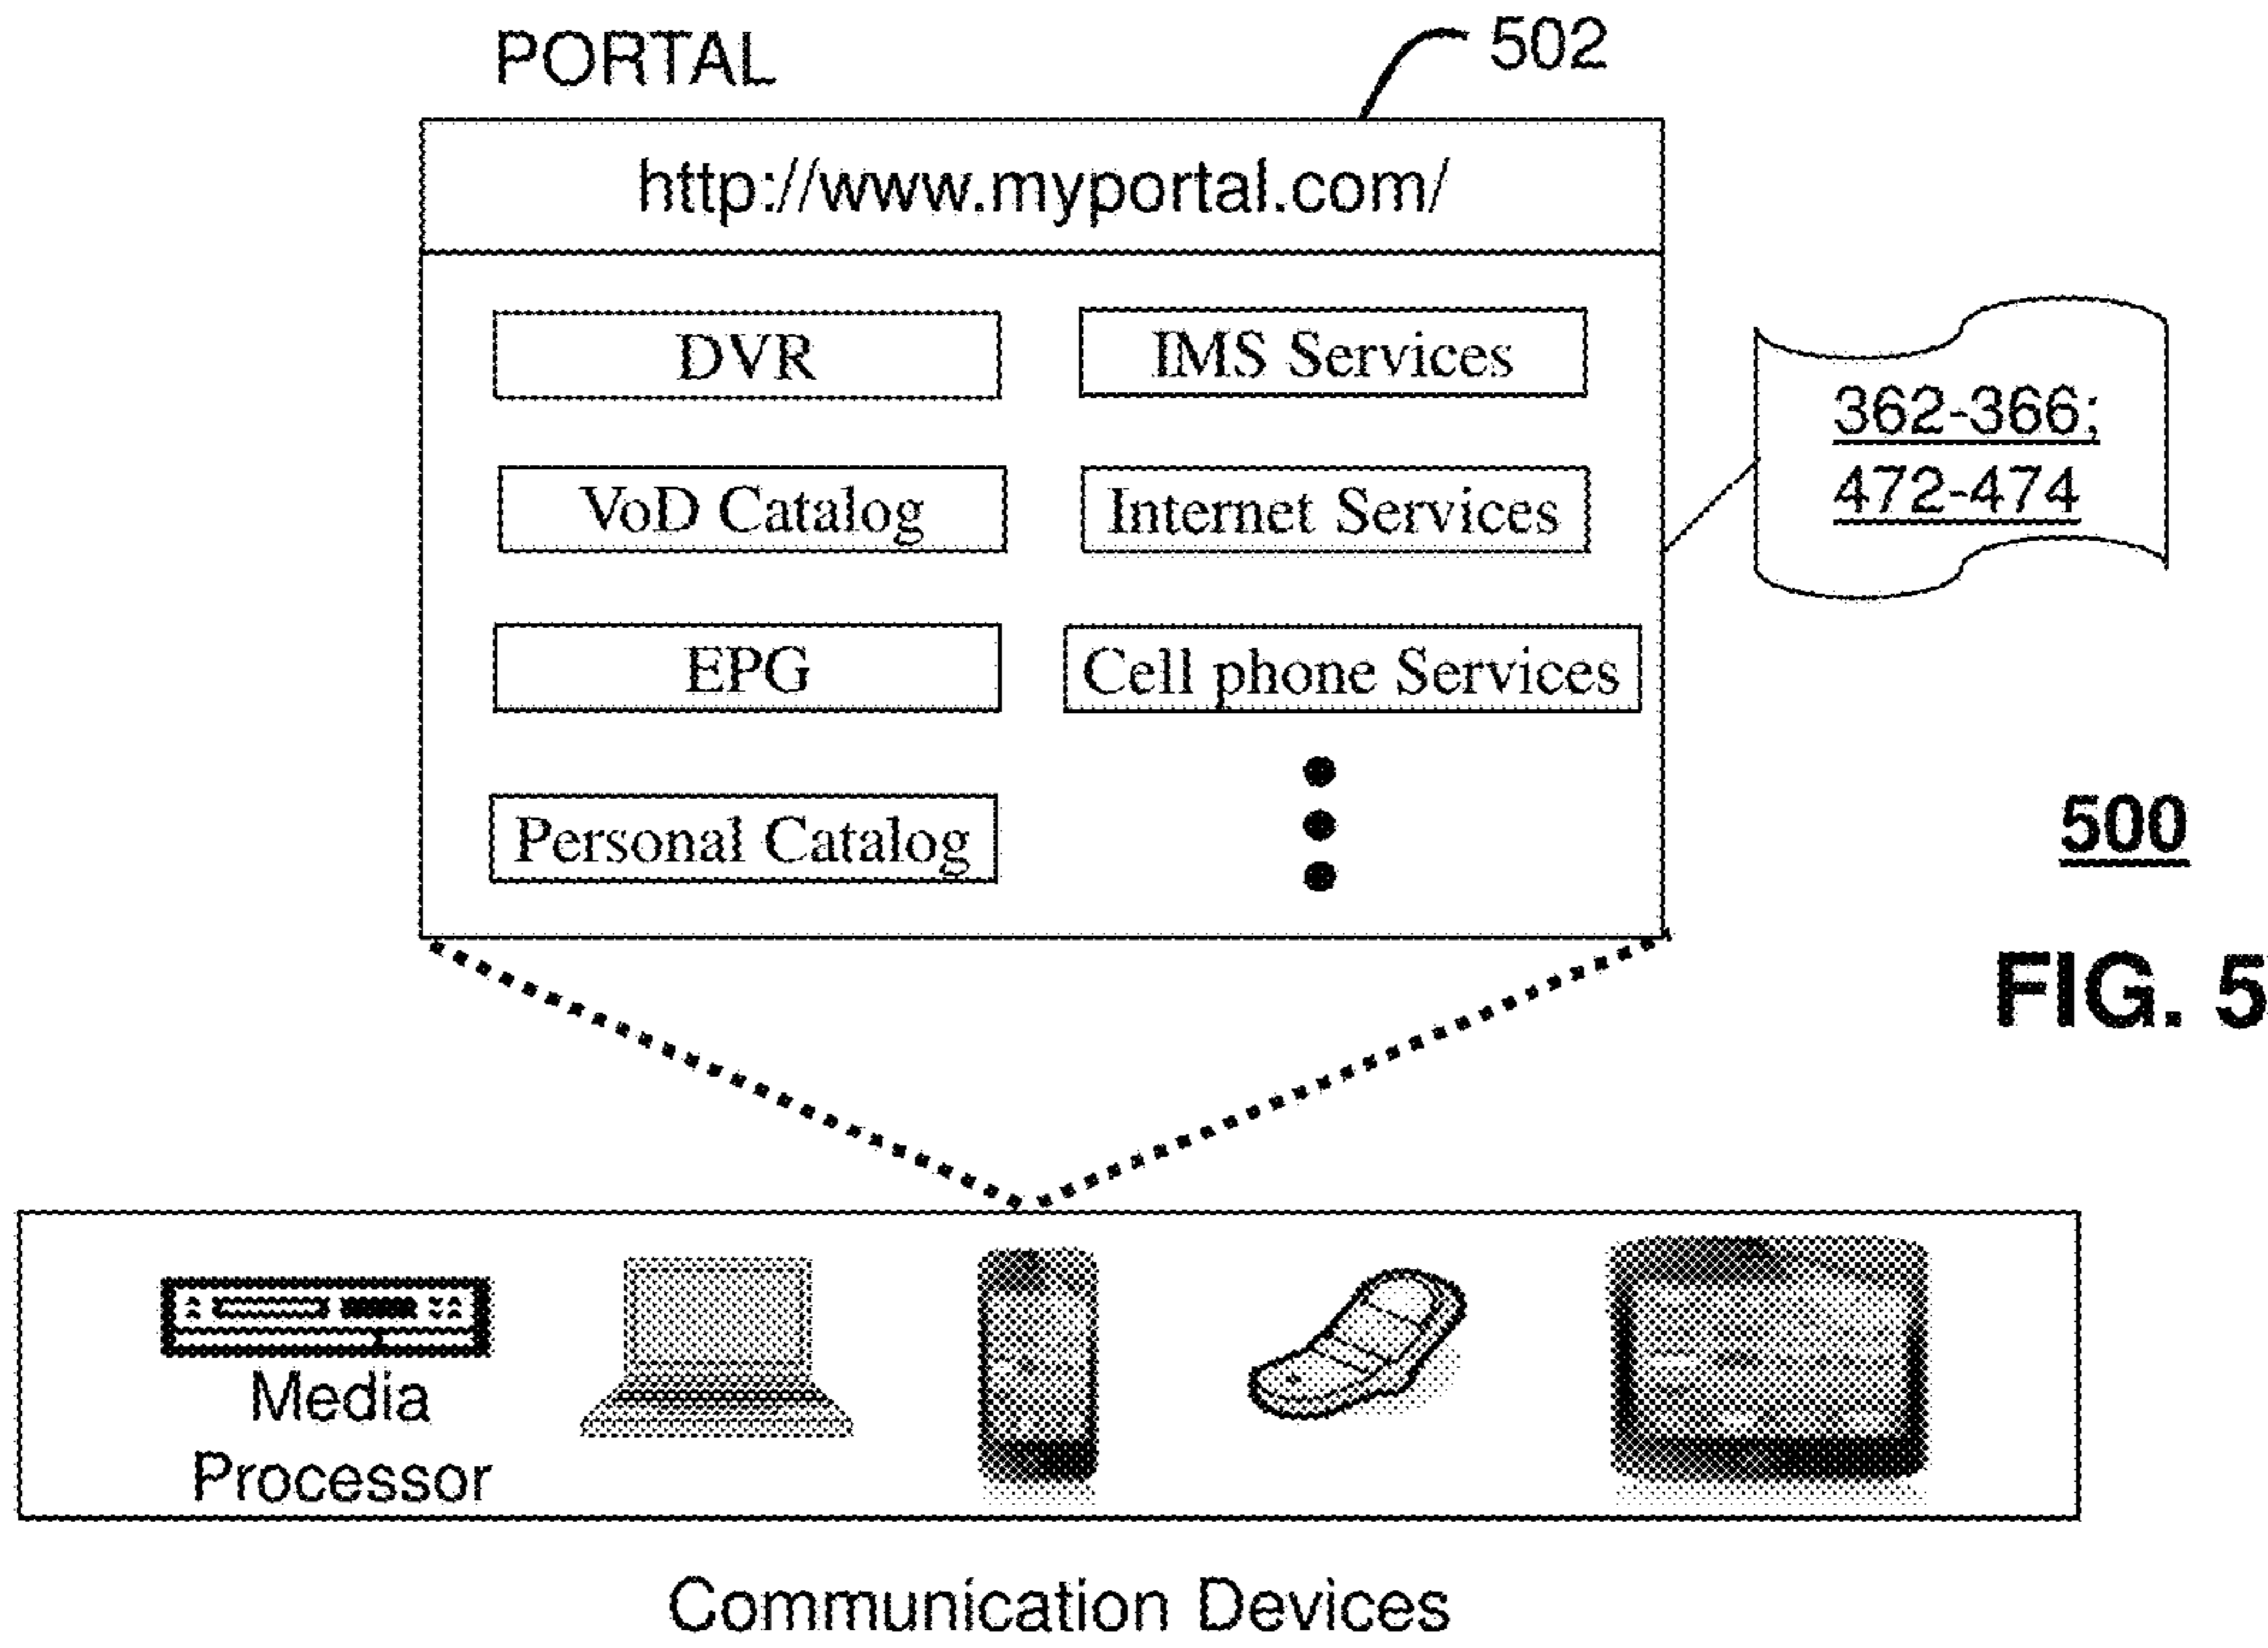 PORTAL
502
http://www.myportal.com/
DVR
IMS Services
VoD Catalog
Internet Services
EPG
Cell phone Services
Personal Catalog
362-366;
472-474
500
FIG. 5
Media
Processor
Communication Devices